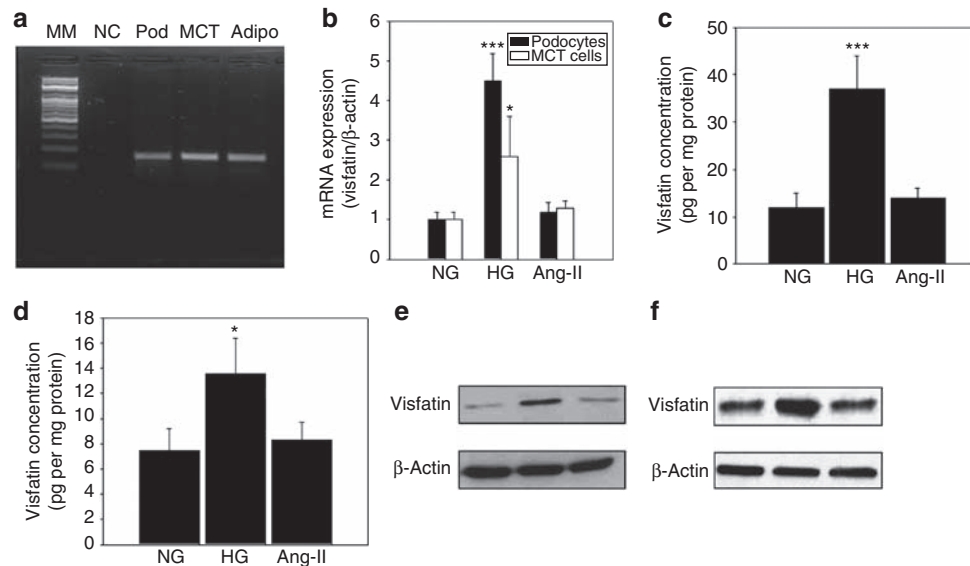 a
MM NC Pod MCT Adipo
b
mRNA expression
(visfatin/β-actin)
6
5
4
3
2
1
0
***
*
Podocytes
MCT cells
NG HG Ang-II
c
Visfatin concentration
(pg per mg protein)
50
40
30
20
10
0
***
NG HG Ang-II
d
Visfatin concentration
(pg per mg protein)
18
16
14
12
10
8
6
4
2
0
*
NG HG Ang-II
e
Visfatin
β-Actin
f
Visfatin
β-Actin